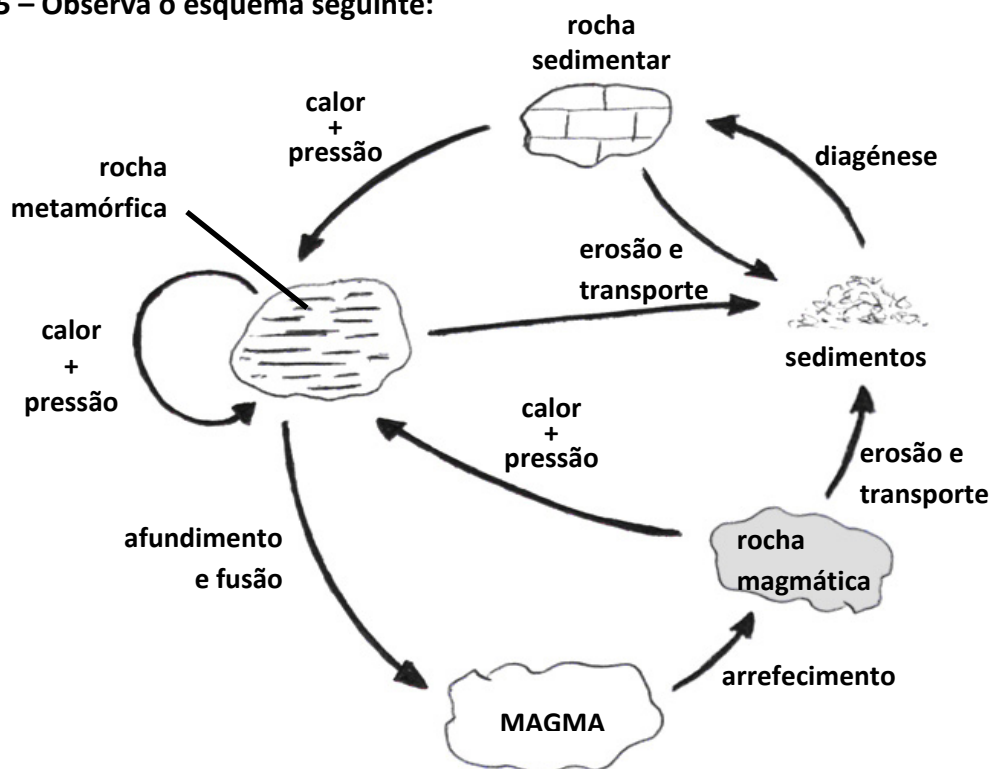 5 – Observa o esquema seguinte:
rocha
sedimentar
calor
+
pressão
diagénese
rocha
metamórfica
erosão e
transporte
calor
+
pressão
sedimentos
calor
+
pressão
erosão e
transporte
afundimento
e fusão
rocha
magmática
arrefecimento
MAGMA